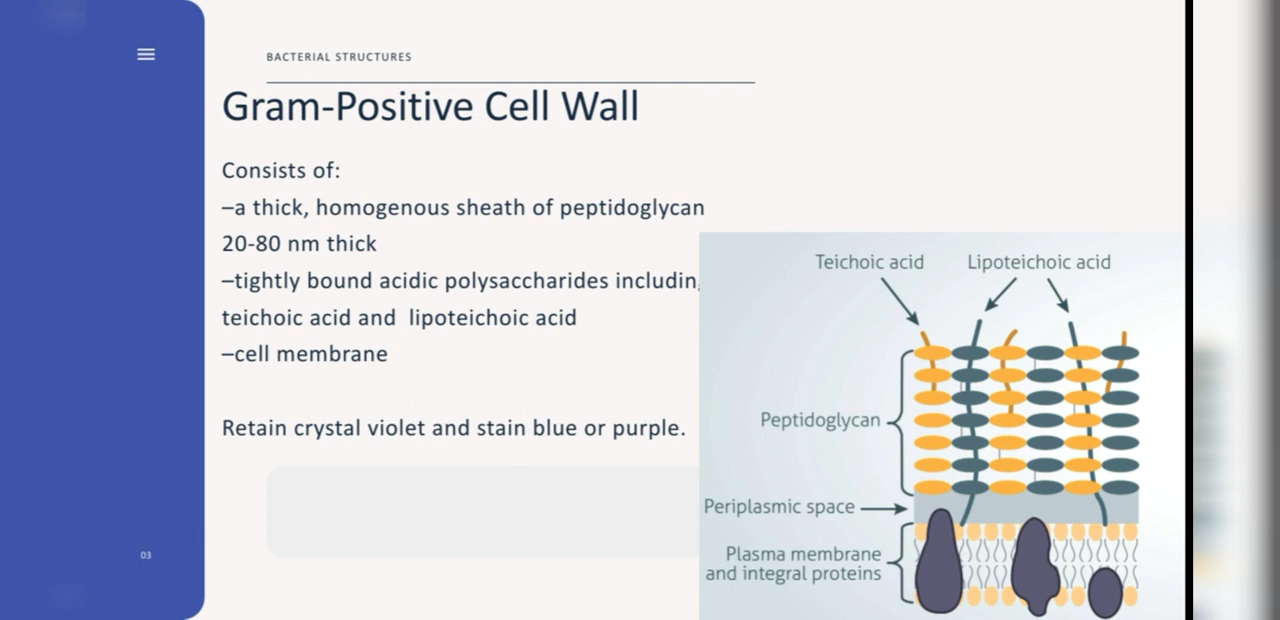 BACTERIAL STRUCTURES
Gram-Positive Cell Wall
Consists of:
–a thick, homogenous sheath of peptidoglycan
20-80 nm thick
–tightly bound acidic polysaccharides includin
teichoic acid and lipoteichoic acid
–cell membrane
Retain crystal violet and stain blue or purple.
03
Teichoic acid
Lipoteichoic acid
Peptidoglycan
Periplasmic space
Plasma membrane
and integral proteins